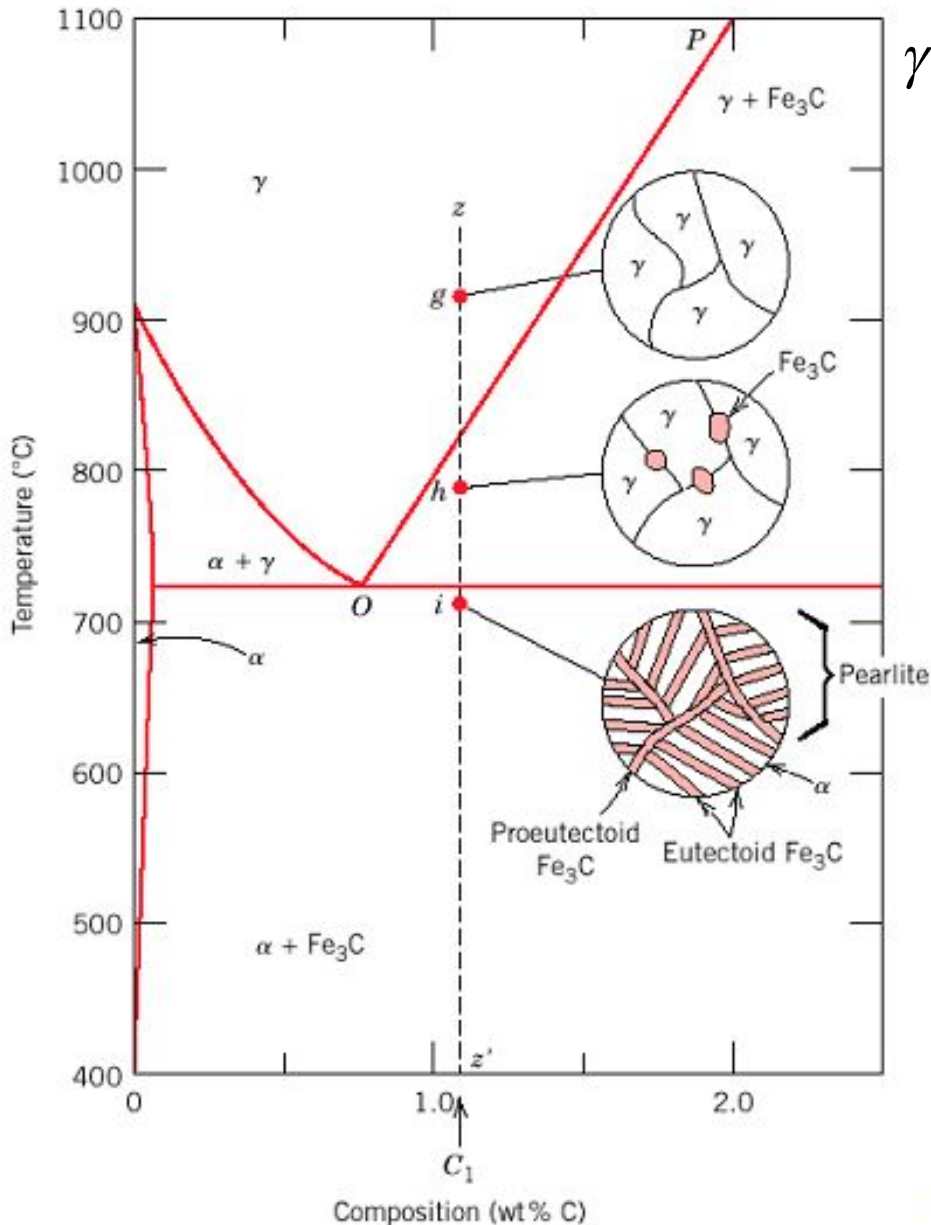 1100
P
γ
γ + Fe₃C
1000
γ
z
γ
γ
γ
γ
g
900
Fe₃C
γ
γ
γ
γ
800
h
Temperature (°C)
α + γ
O
i
700
α
Pearlite
600
α
Proeutectoid
Fe₃C
Eutectoid Fe₃C
500
α + Fe₃C
z'
400
0
1.0
2.0
C₁
Composition (wt% C)